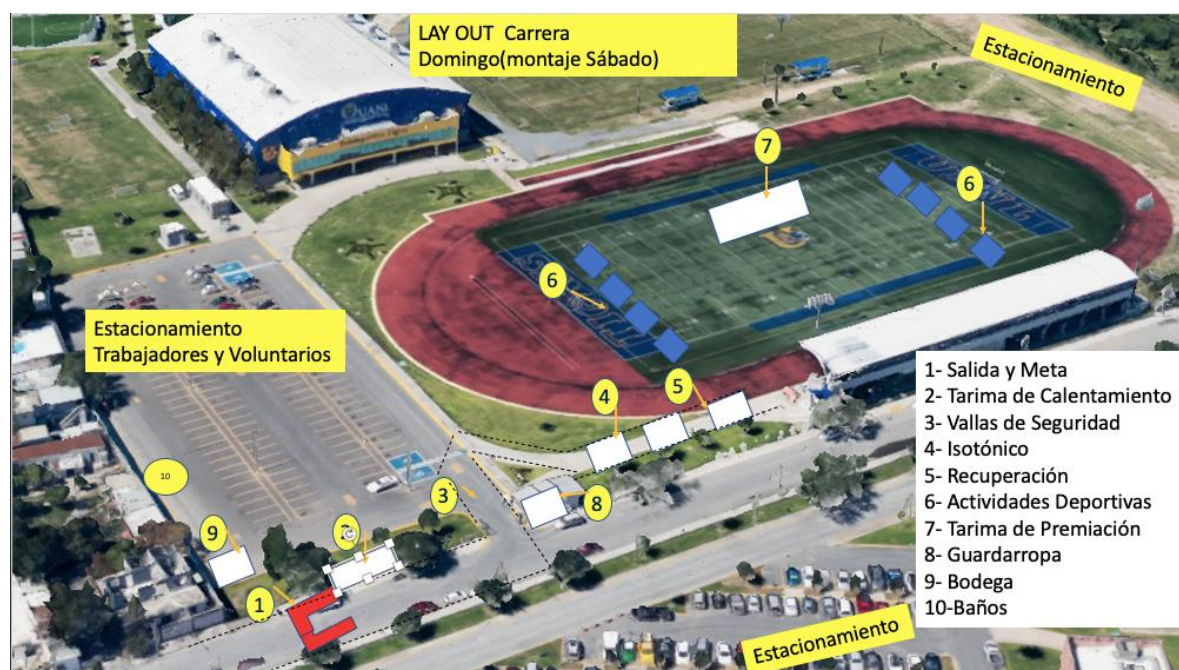 LAY OUT Carrera
Domingo(montaje Sábado)
Estacionamiento
UANL
7
6
6
Estacionamiento
Trabajadores y Voluntarios
5
4
10
3
8
9
2
1
1- Salida y Meta
2- Tarima de Calentamiento
3- Vallas de Seguridad
4- Isotónico
5- Recuperación
6- Actividades Deportivas
7- Tarima de Premiación
8- Guardarropa
9- Bodega
10-Baños
Estacionamiento